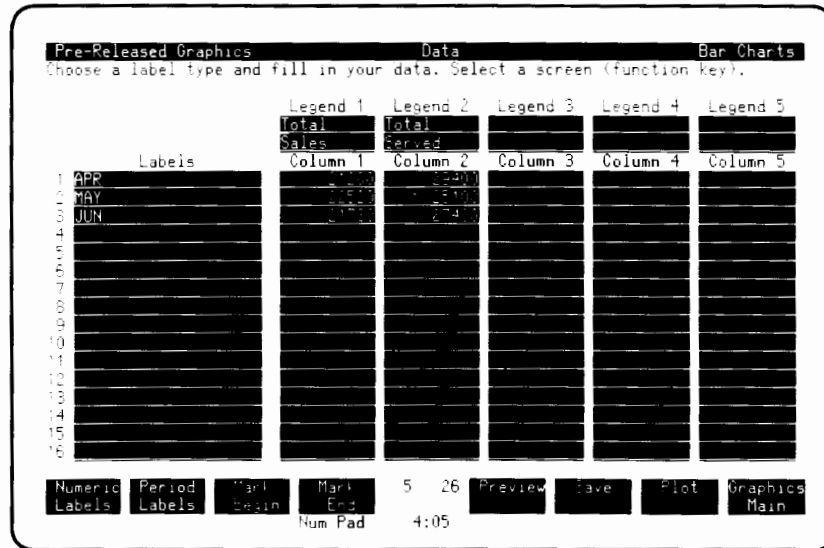 Pre-Released Graphics Data Bar Charts
Choose a label type and fill in your data. Select a screen (function key).
Legend 1 Legend 2 Legend 3 Legend 4 Legend 5
Total Total
Sales Served
Labels Column 1 Column 2 Column 3 Column 4 Column 5
1 APR
2 MAY
3 JUN
4
5
6
7
8
9
10
11
12
13
14
15
16
Numeric Period Mark Mark 5 26 Preview Save Plot Graphics
Labels Labels Begin End Main
Num Pad 4:05